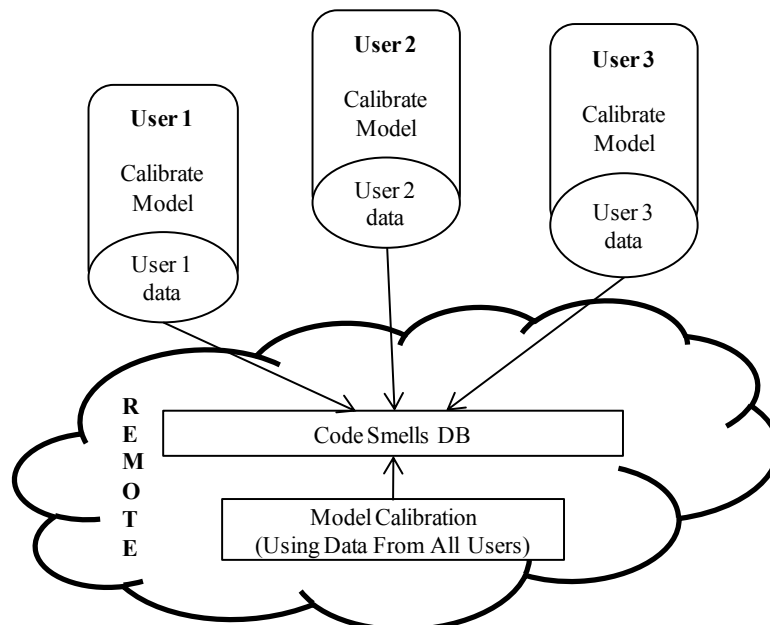 User 1
Calibrate
Model
User 1
data
User 2
Calibrate
Model
User 2
data
User 3
Calibrate
Model
User 3
data
REMOTE
Code Smells DB
Model Calibration
(Using Data From All Users)